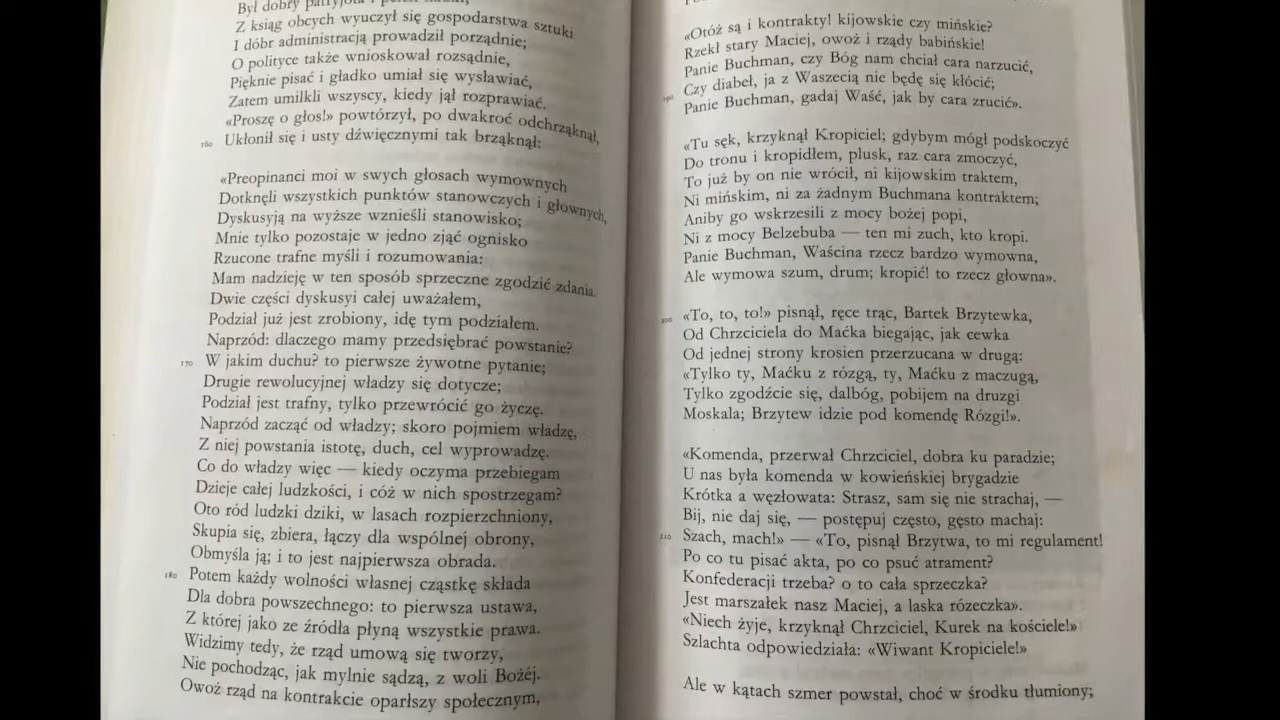 Był dobry patryjota i pełen nauki,
Z ksiąg obcych wyuczył się gospodarstwa sztuki
I dóbr administracją prowadził porządnie;
O polityce także wnioskował rozsądnie,
Pięknie pisać i gładko umiał się wysławiać,
Zatem umilkli wszyscy, kiedy jął rozprawiać.
«Proszę o głos!» powtórzył, po dwakroć odchrząknął,
160 Ukłonił się i usty dźwięcznymi tak brząknął:
«Preopinanci moi w swych głosach wymownych
Dotknęli wszystkich punktów stanowczych i głownych,
Dyskusyją na wyższe wznieśli stanowisko;
Mnie tylko pozostaje w jedno zjąć ognisko
Rzucone trafne myśli i rozumowania:
Mam nadzieję w ten sposób sprzeczne zgodzić zdania.
Dwie części dyskusyi całej uważałem,
Podział już jest zrobiony, idę tym podziałem.
Naprzód: dlaczego mamy przedsiębrać powstanie?
170 W jakim duchu? to pierwsze żywotne pytanie;
Drugie rewolucyjnej władzy się dotycze;
Podział jest trafny, tylko przewrócić go życzę.
Naprzód zacząć od władzy; skoro pojmiem władzę,
Z niej powstania istotę, duch, cel wyprowadzę.
Co do władzy więc — kiedy oczyma przebiegam
Dzieje całej ludzkości, i cóż w nich spostrzegam?
Oto ród ludzki dziki, w lasach rozpierzchniony,
Skupia się, zbiera, łączy dla wspólnej obrony,
Obmyśla ją; i to jest najpierwsza obrada.
180 Potem każdy wolności własnej cząstkę składa
Dla dobra powszechnego: to pierwsza ustawa,
Z której jako ze źródła płyną wszystkie prawa.
Widzimy tedy, że rząd umową się tworzy,
Nie pochodząc, jak mylnie sądzą, z woli Bożéj.
Owoż rząd na kontrakcie oparłszy społecznym,
«Otóż są i kontrakty! kijowskie czy mińskie?
Rzekł stary Maciej, owoż i rządy babińskie!
Panie Buchman, czy Bóg nam chciał cara narzucić,
Czy diabeł, ja z Waszecią nie będę się kłócić;
190 Panie Buchman, gadaj Waść, jak by cara zrucić».
«Tu sęk, krzyknął Kropiciel; gdybym mógł podskoczyć
Do tronu i kropidłem, plusk, raz cara zmoczyć,
To już by on nie wrócił, ni kijowskim traktem,
Ni mińskim, ni za żadnym Buchmana kontraktem;
Aniby go wskrzesili z mocy bożej popi,
Ni z mocy Belzebuba — ten mi zuch, kto kropi.
Panie Buchman, Waścina rzecz bardzo wymowna,
Ale wymowa szum, drum; kropić! to rzecz głowna».
200 «To, to, to!» pisnął, ręce trąc, Bartek Brzytewka,
Od Chrzciciela do Maćka biegając, jak cewka
Od jednej strony krosien przerzucana w drugą:
«Tylko ty, Maćku z rózgą, ty, Maćku z maczugą,
Tylko zgodźcie się, dalbóg, pobijem na druzgi
Moskala; Brzytew idzie pod komendę Rózgi!».
«Komenda, przerwał Chrzciciel, dobra ku paradzie;
U nas była komenda w kowieńskiej brygadzie
Krótka a węzłowata: Strasz, sam się nie strachaj, —
Bij, nie daj się, — postępuj często, gęsto machaj:
210 Szach, mach!» — «To, pisnął Brzytwa, to mi regulament!
Po co tu pisać akta, po co psuć atrament?
Konfederacji trzeba? o to cała sprzeczka?
Jest marszałek nasz Maciej, a laska rózeczka».
«Niech żyje, krzyknął Chrzciciel, Kurek na kościele!»
Szlachta odpowiedziała: «Wiwant Kropiciele!»
Ale w kątach szmer powstał, choć w środku tłumiony;